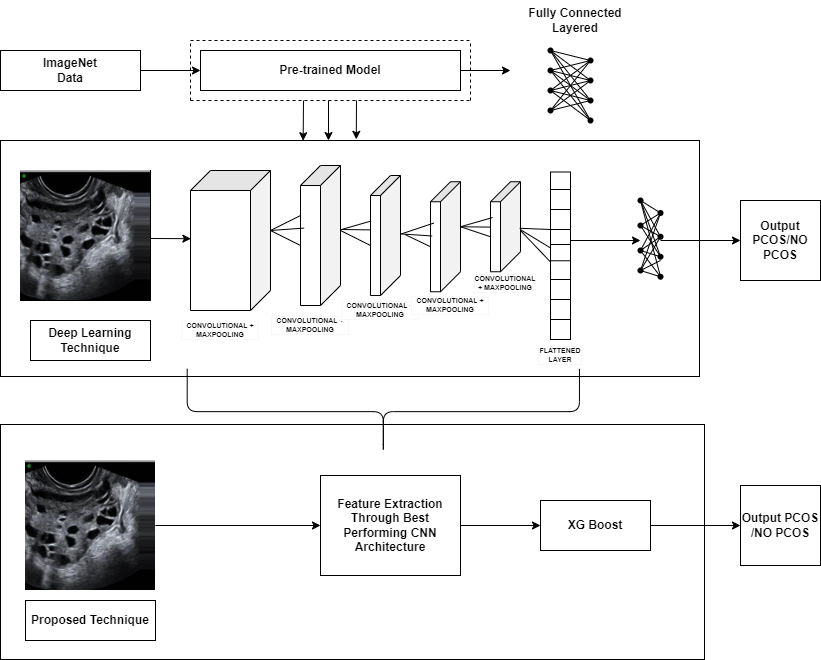 Fully Connected
Layered
ImageNet
Data
Pre-trained Model
CONVOLUTIONAL +
MAXPOOLING
CONVOLUTIONAL -
MAXPOOLING
CONVOLUTIONAL
MAXPOOLING
CONVOLUTIONAL +
MAXPOOLING
CONVOLUTIONAL
+ MAXPOOLING
FLATTENED
LAYER
Output
PCOS/NO
PCOS
Deep Learning
Technique
Feature Extraction
Through Best
Performing CNN
Architecture
XG Boost
Output PCOS
/NO PCOS
Proposed Technique